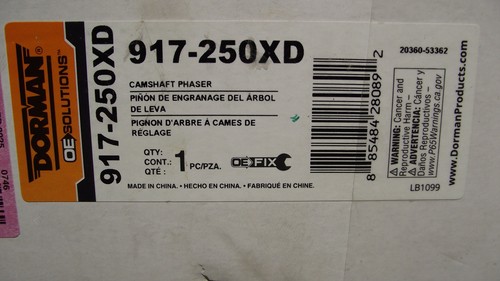 DORMAN®
OE SOLUTIONS™
917-250XD
917-250XD
CAMSHAFT PHASER
PIÑON DE ENGRANAGE DEL ÁRBOL
DE LEVA
PIGNON D'ARBRE À CAMES DE
RÉGLAGE
QTY:
CONT.: 1 PC/PZA.
QTÉ :
OE FIX
MADE IN CHINA. • HECHO EN CHINA. • FABRIQUÉ EN CHINE.
8 85484 28089 2
20360-53362
WARNING: Cancer and
Reproductive Harm -
ADVERTENCIA: Cáncer y
Daños Reproductivos –
www.P65Warnings.ca.gov
LB1099
www.DormanProducts.com
0746